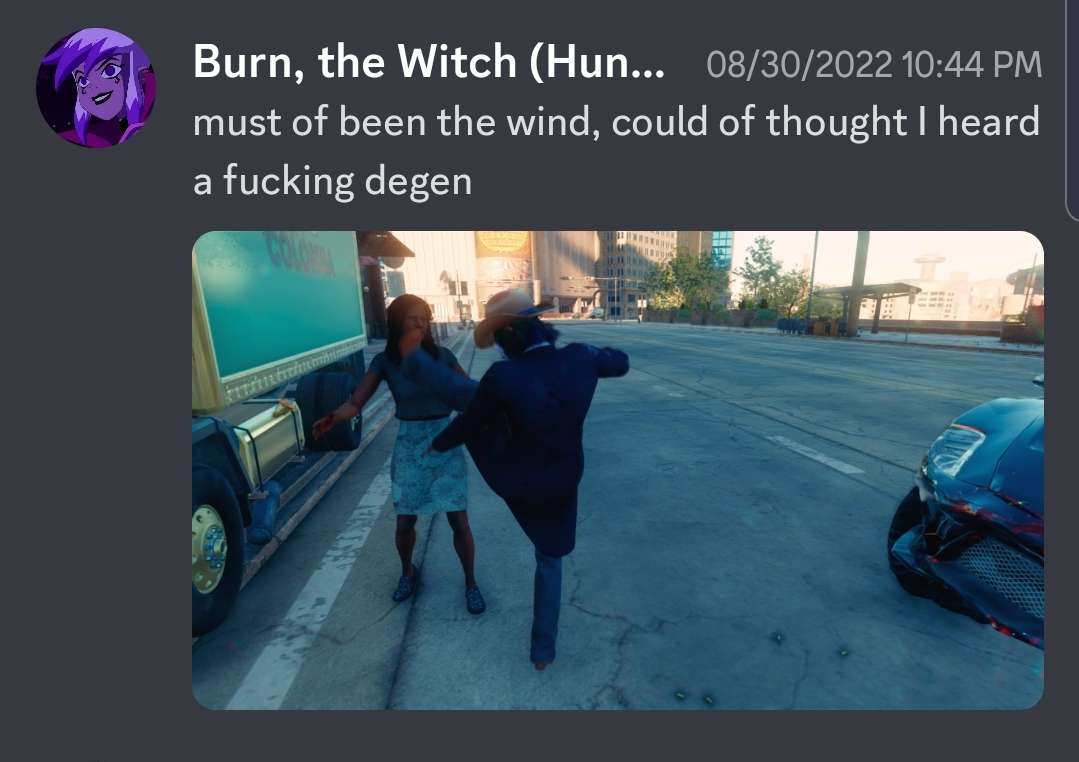 Burn, the Witch (Hun... 08/30/2022 10:44 PM
must of been the wind, could of thought I heard
a fucking degen
COLOMBIA